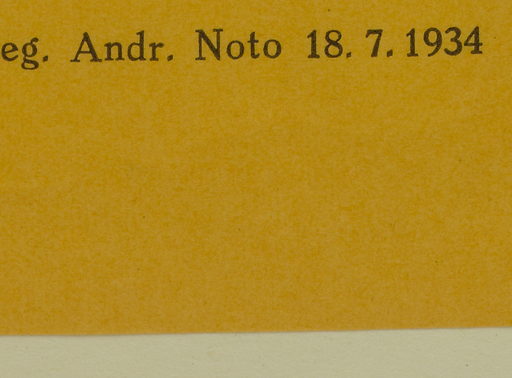 eg. Andr. Noto 18. 7. 1934